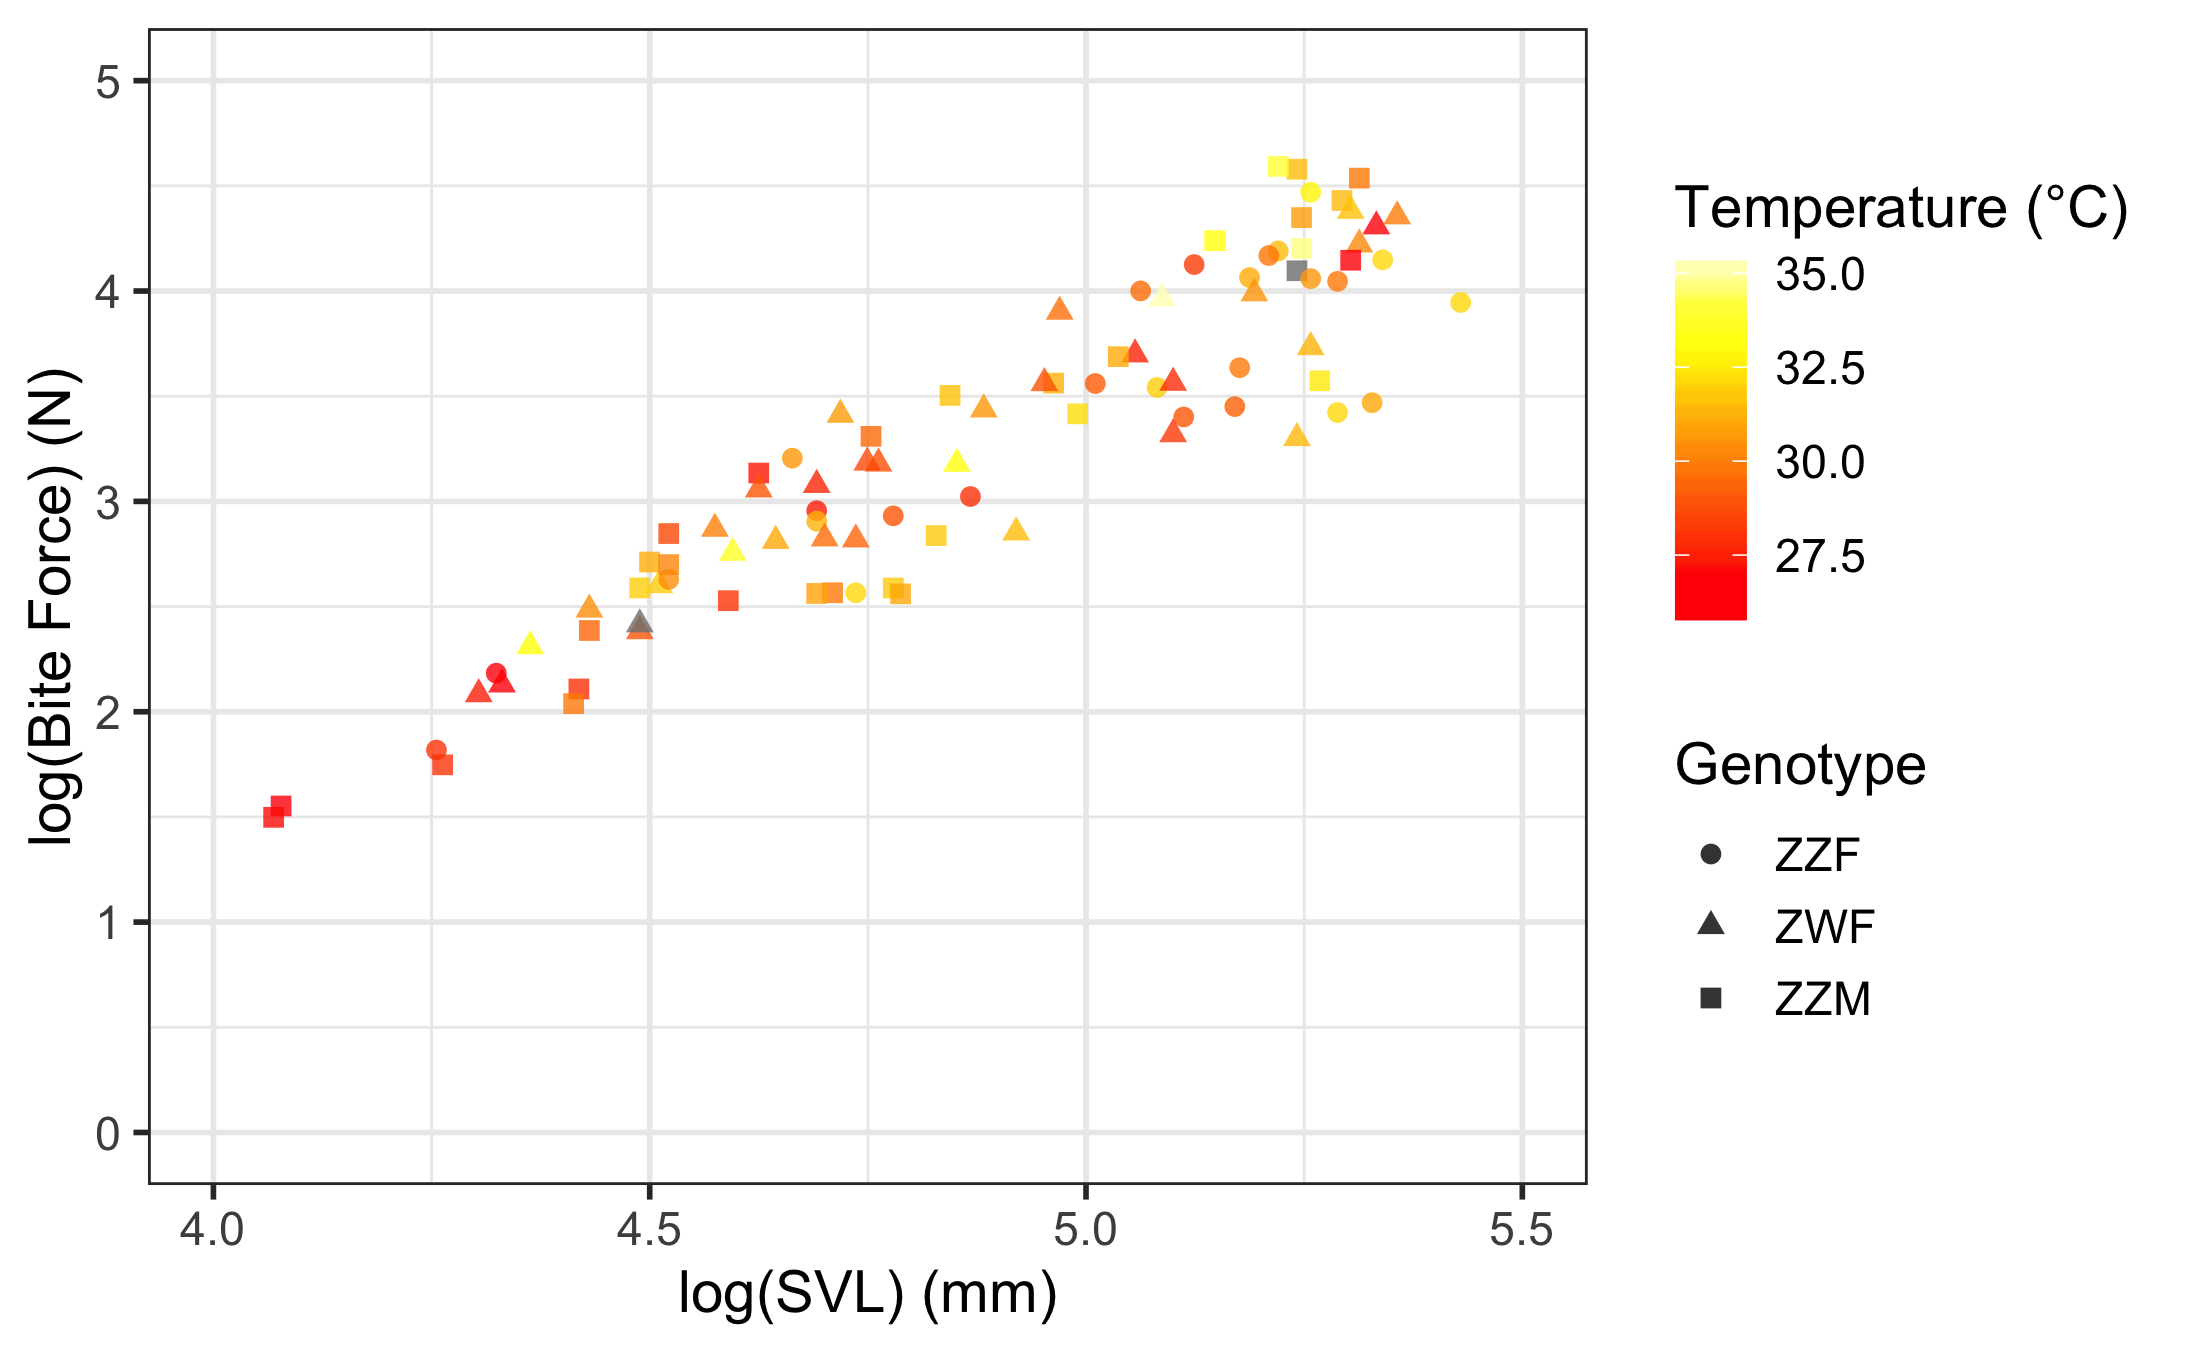 5
4
3
2
1
0
log(Bite Force) (N)
4.0
4.5
5.0
5.5
log(SVL) (mm)
Temperature (°C)
35.0
32.5
30.0
27.5
Genotype
ZZF
ZWF
ZZM